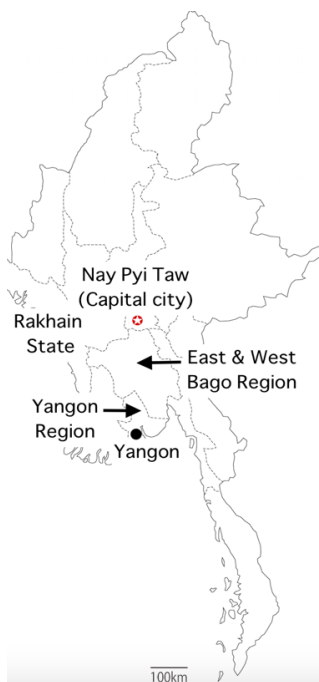 Nay Pyi Taw
(Capital city)
Rakhain
State
East & West
Bago Region
Yangon
Region
Yangon
100km